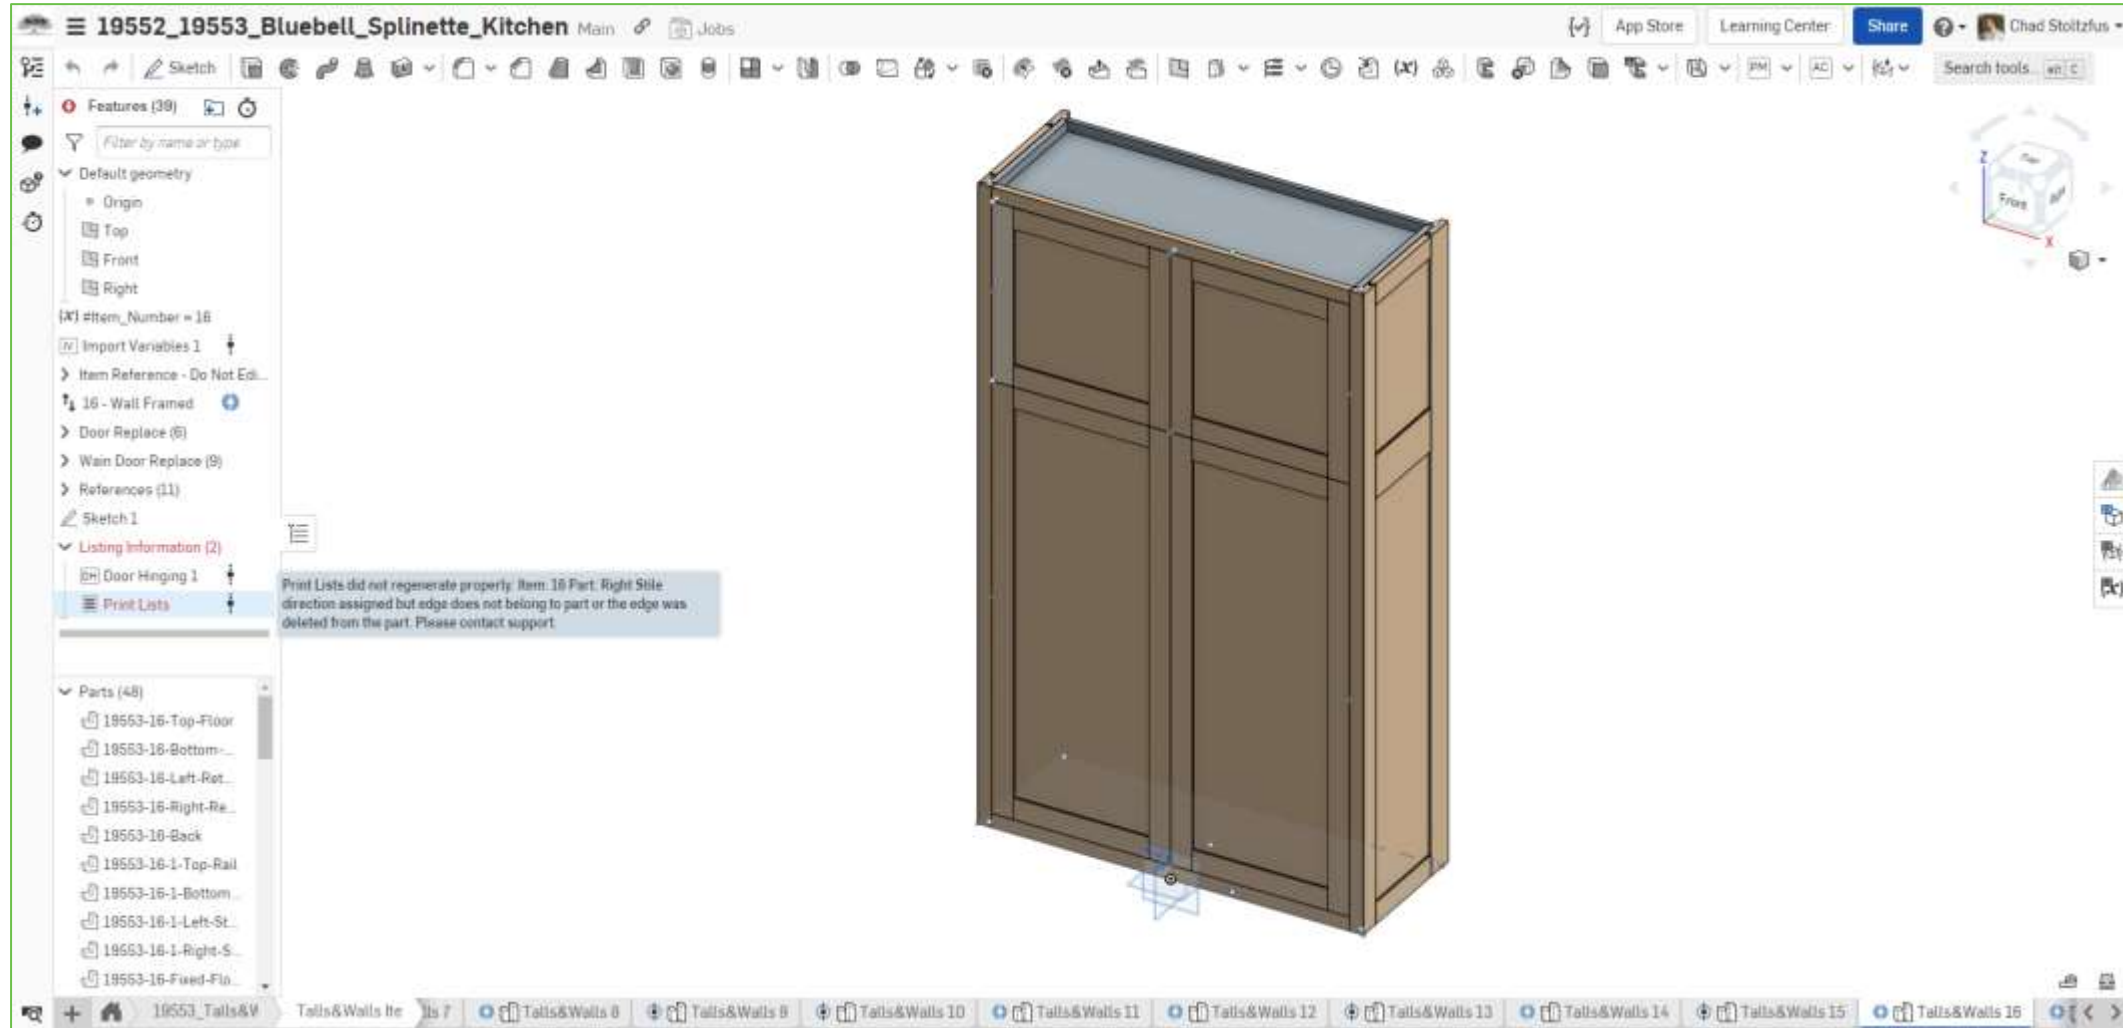 19552_19553_Bluebell_Splinette_Kitchen Main Jobs
App Store Learning Center Share Chad Stoltzfus
Sketch
PM AC
Search tools...
Features (39)
Filter by name or type
Default geometry
Origin
Top
Front
Right
(x) #Item_Number = 16
Import Variables 1
Item Reference - Do Not Edi...
16 - Wall Framed
Door Replace (6)
Wain Door Replace (9)
References (11)
Sketch 1
Listing Information (2)
DH Door Hinging 1
Print Lists
Print Lists did not regenerate properly: Item: 16 Part: Right Stile
direction assigned but edge does not belong to part or the edge was
deleted from the part. Please contact support
Parts (48)
19553-16-Top-Floor
19553-16-Bottom-...
19553-16-Left-Ret...
19553-16-Right-Re...
19553-16-Back
19553-16-1-Top-Rail
19553-16-1-Bottom...
19553-16-1-Left-St...
19553-16-1-Right-S...
19553-16-Fixed-Flo...
Z
Top
Front
Right
X
19553_Talls&W Talls&Walls Ite lls 7 Talls&Walls 8 Talls&Walls 9 Talls&Walls 10 Talls&Walls 11 Talls&Walls 12 Talls&Walls 13 Talls&Walls 14 Talls&Walls 15 Talls&Walls 16